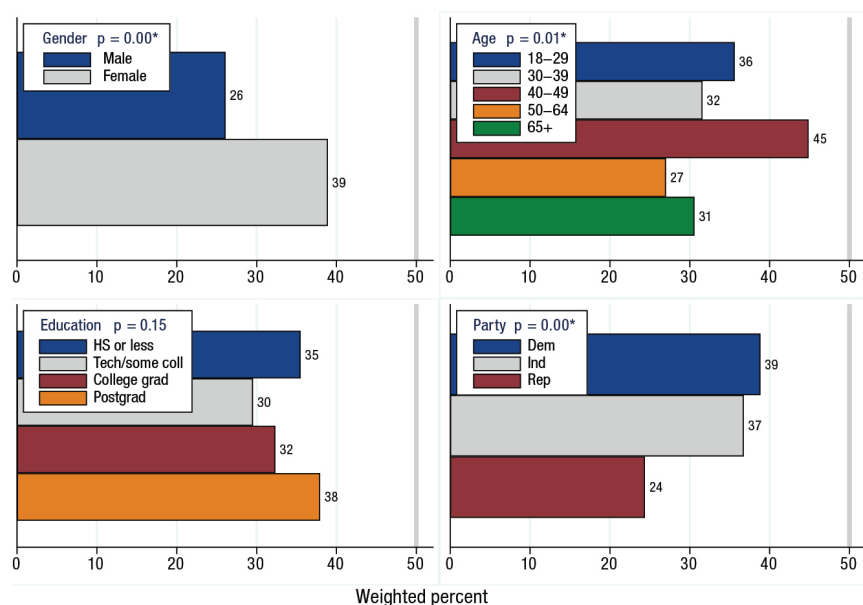 Gender p = 0.00*
Male
Female
26
39
0 10 20 30 40 50
Age p = 0.01*
18–29
30–39
40–49
50–64
65+
36
32
45
27
31
0 10 20 30 40 50
Education p = 0.15
HS or less
Tech/some coll
College grad
Postgrad
35
30
32
38
0 10 20 30 40 50
Party p = 0.00*
Dem
Ind
Rep
39
37
24
0 10 20 30 40 50
Weighted percent